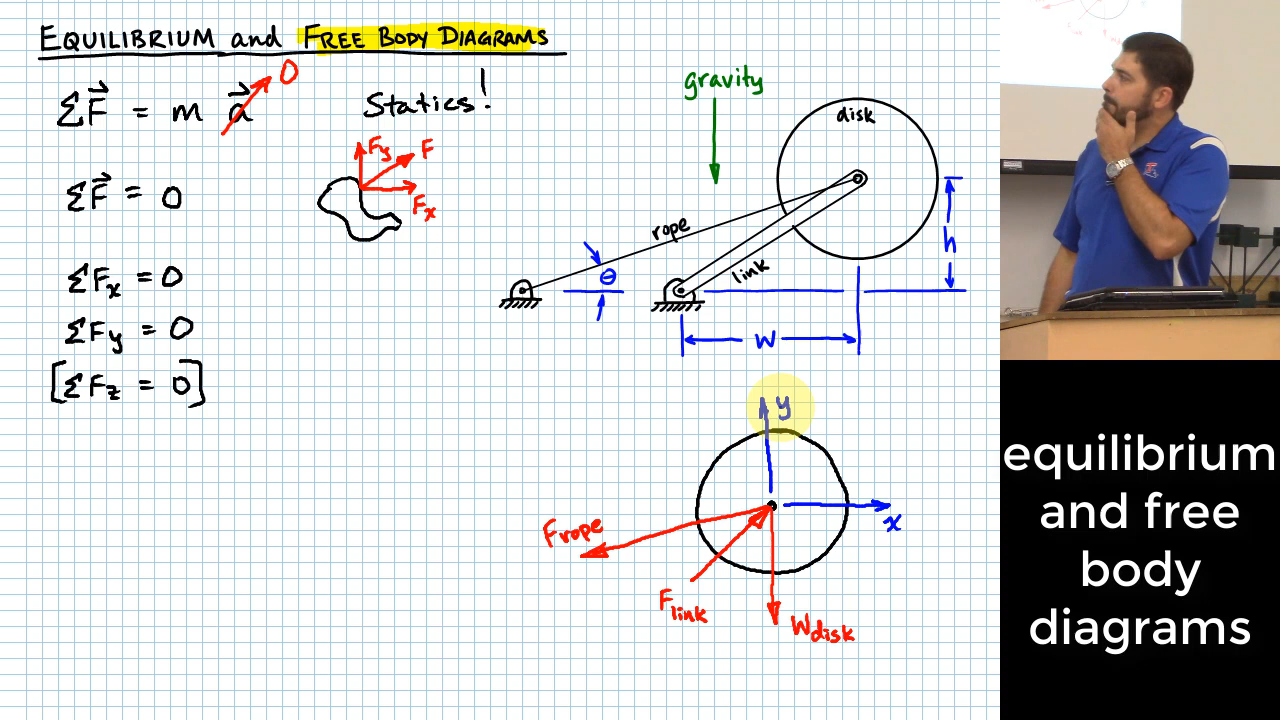 EQUILIBRIUM and FREE BODY DIAGRAMS
ΣF⃗ = m a⃗ 0
Statics!
ΣF⃗ = 0
ΣFx = 0
ΣFy = 0
[ΣFz = 0]
Fy
F
Fx
gravity
disk
rope
link
θ
h
w
y
x
Frope
Flink
Wdisk
equilibrium
and free
body
diagrams